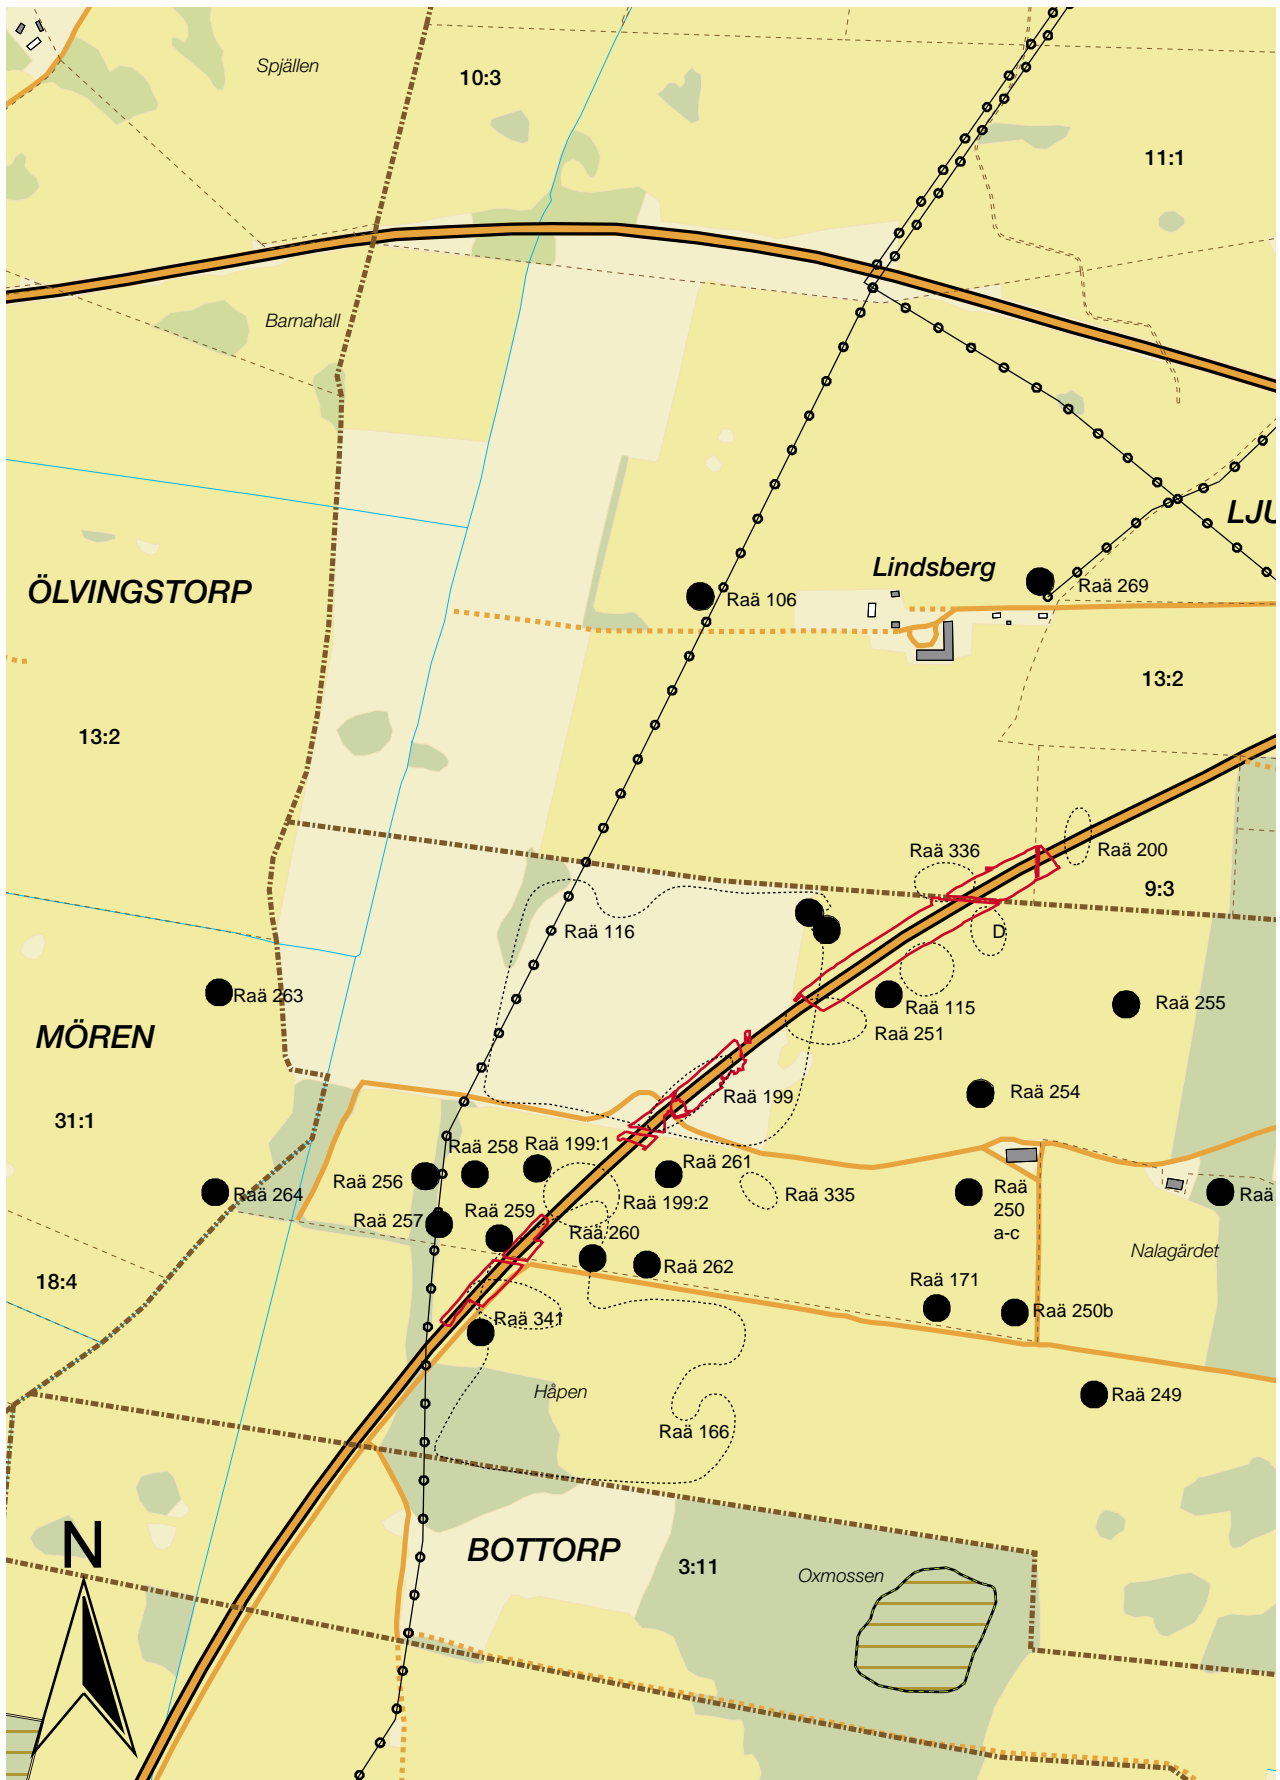 Spjällen
10:3
11:1
Barnahall
LJU
Lindsberg
Raä 269
ÖLVINGSTORP
Raä 106
13:2
13:2
Raä 336
Raä 200
9:3
Raä 116
D
Raä 263
Raä 115
Raä 255
MÖREN
Raä 251
Raä 199
Raä 254
31:1
Raä 258
Raä 199:1
Raä 256
Raä 261
Raä 264
Raä 199:2
Raä 335
Raä
250
a-c
Raä
Raä 257
Raä 259
Raä 260
Nalagärdet
Raä 262
18:4
Raä 171
Raä 250b
Raä 341
Håpen
Raä 249
Raä 166
N
BOTTORP
3:11
Oxmossen